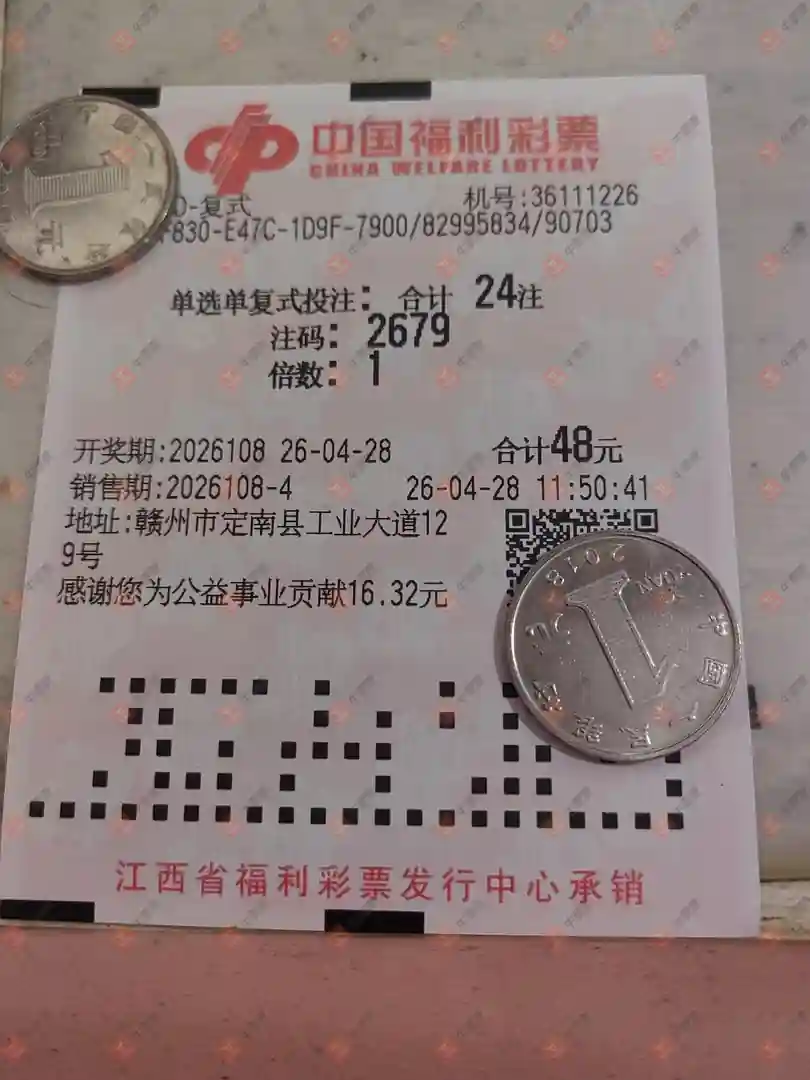 中国福利彩票
CHINA WELFARE LOTTERY
D-复式 机号:36111226
F830-E47C-1D9F-7900/82995834/90703
单选单复式投注: 合计 24注
注码: 2679
倍数: 1
开奖期:2026108 26-04-28 合计48元
销售期:2026108-4 26-04-28 11:50:41
地址:赣州市定南县工业大道12
9号
感谢您为公益事业贡献16.32元
2018
1
江西省福利彩票发行中心承销